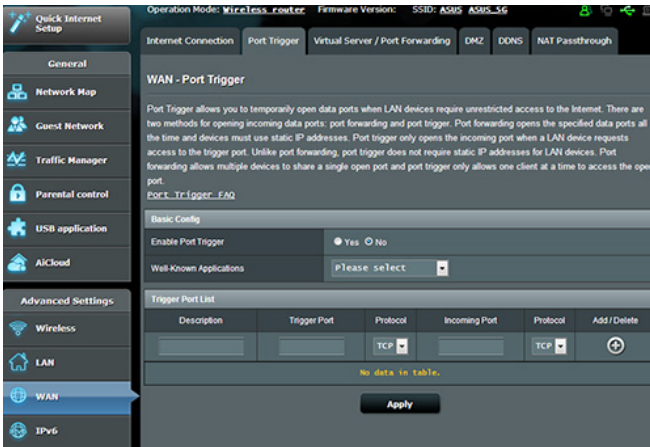 Quick Internet
Setup
General
Network Map
Guest Network
Traffic Manager
Parental control
USB application
AiCloud
Advanced Settings
Wireless
LAN
WAN
IPv6
Operation Mode: Wireless router Firmware Version: SSID: ASUS ASUS_5G
Internet Connection Port Trigger Virtual Server / Port Forwarding DMZ DDNS NAT Passthrough
WAN - Port Trigger
Port Trigger allows you to temporarily open data ports when LAN devices require unrestricted access to the Internet. There are
two methods for opening incoming data ports: port forwarding and port trigger. Port forwarding opens the specified data ports all
the time and devices must use static IP addresses. Port trigger only opens the incoming port when a LAN device requests
access to the trigger port. Unlike port forwarding, port trigger does not require static IP addresses for LAN devices. Port
forwarding allows multiple devices to share a single open port and port trigger only allows one client at a time to access the ope
port.
Port Trigger FAQ
Basic Config
Enable Port Trigger Yes No
Well-Known Applications Please select
Trigger Port List
Description Trigger Port Protocol Incoming Port Protocol Add / Delete
TCP TCP
No data in table.
Apply